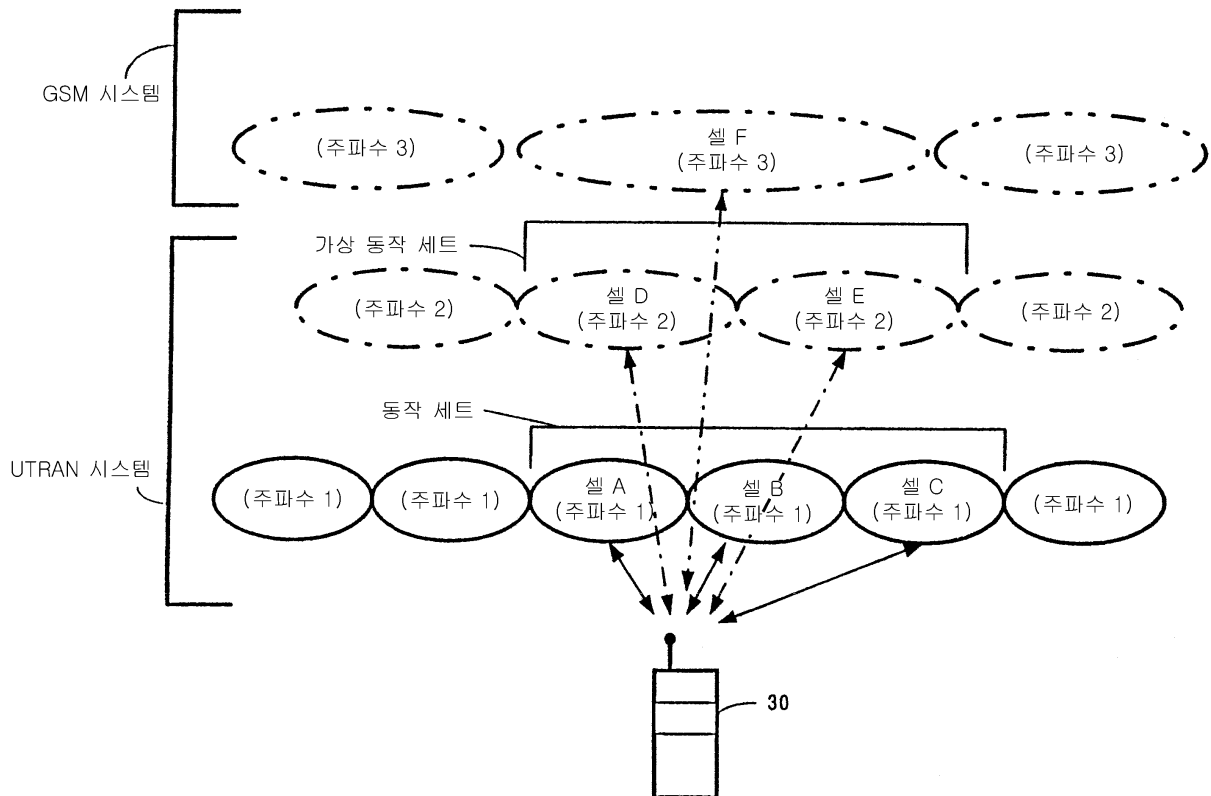 GSM 시스템
(주파수 3)
셀 F
(주파수 3)
(주파수 3)
가상 동작 세트
(주파수 2)
셀 D
(주파수 2)
셀 E
(주파수 2)
(주파수 2)
동작 세트
UTRAN 시스템
(주파수 1)
(주파수 1)
셀 A
(주파수 1)
셀 B
(주파수 1)
셀 C
(주파수 1)
(주파수 1)
30